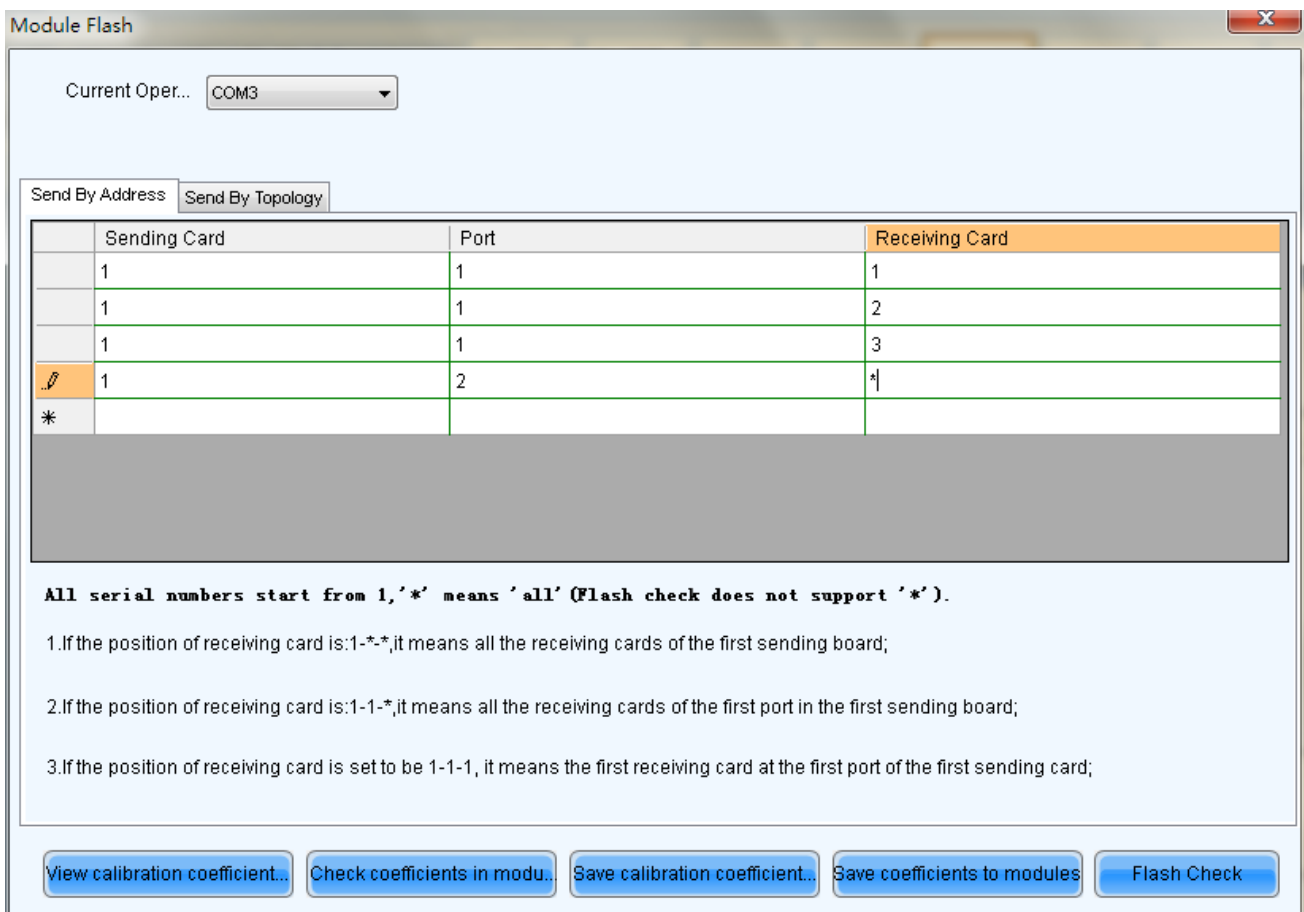 Module Flash
x
Current Oper... COM3
Send By Address Send By Topology
Sending Card Port Receiving Card
1 1 1
1 1 2
1 1 3
1 2 *
*
All serial numbers start from 1,'*' means 'all'(Flash check does not support '*').
1.If the position of receiving card is:1-*-*,it means all the receiving cards of the first sending board;
2.If the position of receiving card is:1-1-*,it means all the receiving cards of the first port in the first sending board;
3.If the position of receiving card is set to be 1-1-1, it means the first receiving card at the first port of the first sending card;
View calibration coefficient... Check coefficients in modu... Save calibration coefficient... Save coefficients to modules Flash Check